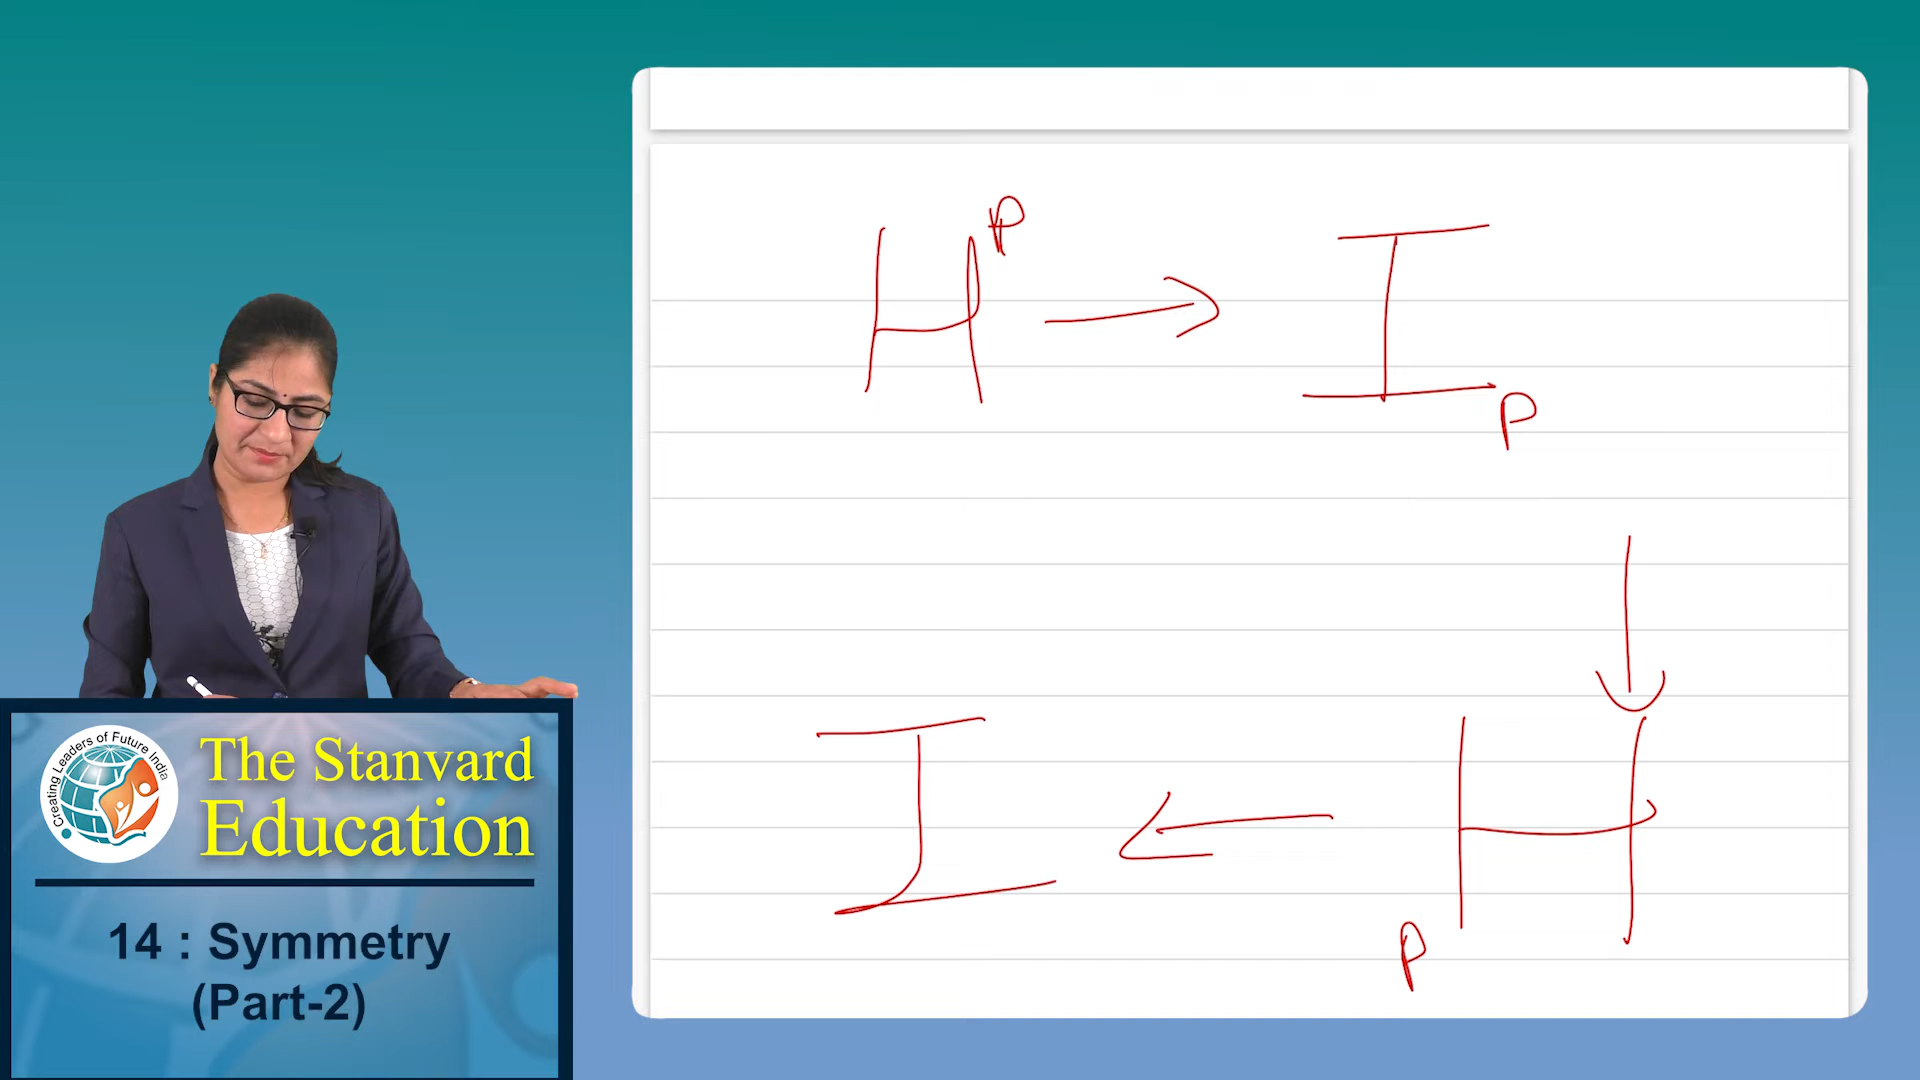 H P I
P
I H
P
Creating Leaders of Future India
The Stanvard
Education
14 : Symmetry
(Part-2)